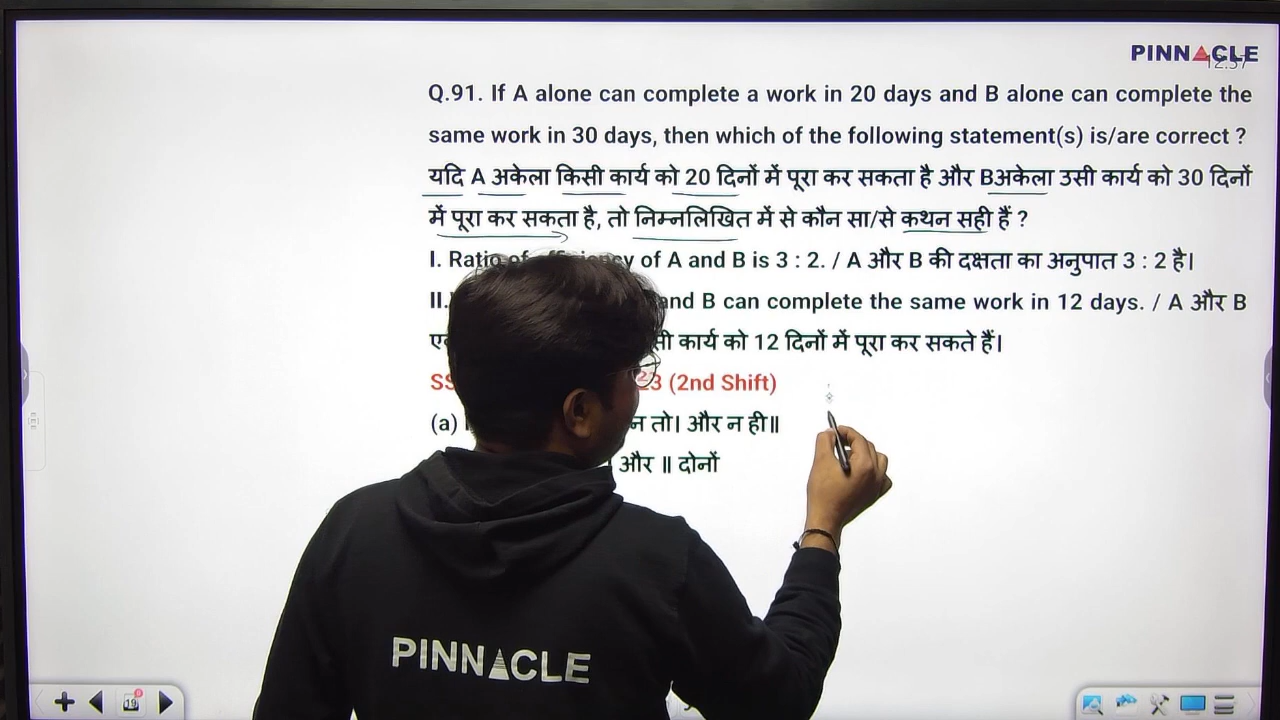 PINNACLE
Q.91. If A alone can complete a work in 20 days and B alone can complete the
same work in 30 days, then which of the following statement(s) is/are correct ?
यदि A अकेला किसी कार्य को 20 दिनों में पूरा कर सकता है और Bअकेला उसी कार्य को 30 दिनों
में पूरा कर सकता है, तो निम्नलिखित में से कौन सा/से कथन सही हैं ?
I. Ratio of of A and B is 3 : 2. / A और B की दक्षता का अनुपात 3 : 2 है।
II. and B can complete the same work in 12 days. / A और B
कार्य को 12 दिनों में पूरा कर सकते हैं।
23 (2nd Shift)
(a) न तो। और न ही॥
और ॥ दोनों
PINNACLE
19